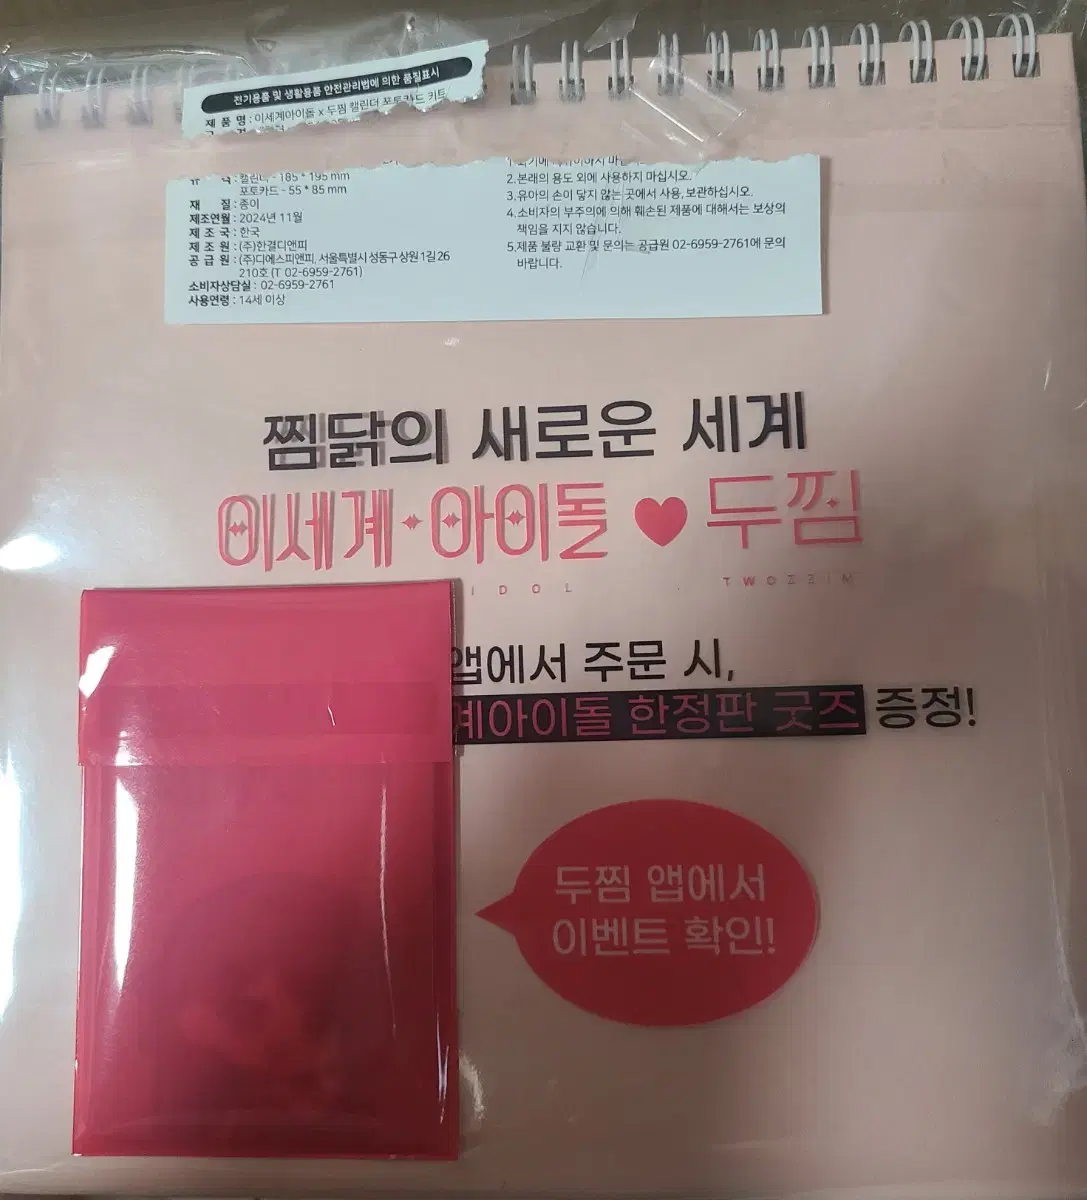 전기용품 및 생활용품 안전관리법에 의한 품질표시
제 품 명 : 이세계아이돌 x 두찜 캘린더 포토카드 키트
캘린더 - 185 * 195 mm
포토카드 - 55 * 85 mm
재 질 : 종이
제조연월 : 2024년 11월
제 조 국 : 한국
제 조 원 : (주)한결디앤피
공 급 원 : (주)디에스피앤피, 서울특별시 성동구 상원 1길 26
210호 (T 02-6959-2761)
소비자상담실 : 02-6959-2761
사용연령 : 14세 이상
2.본래의 용도 외에 사용하지 마십시오.
3.유아의 손이 닿지 않는 곳에서 사용, 보관하십시오.
4.소비자의 부주의에 의해 훼손된 제품에 대해서는 보상의
책임을 지지 않습니다.
5.제품 불량 교환 및 문의는 공급원 02-6959-2761에 문의
바랍니다.
찜닭의 새로운 세계
이세계아이돌 ♥ 두찜
IDOL TWOZZIM
앱에서 주문 시,
계아이돌 한정판 굿즈 증정!
두찜 앱에서
이벤트 확인!